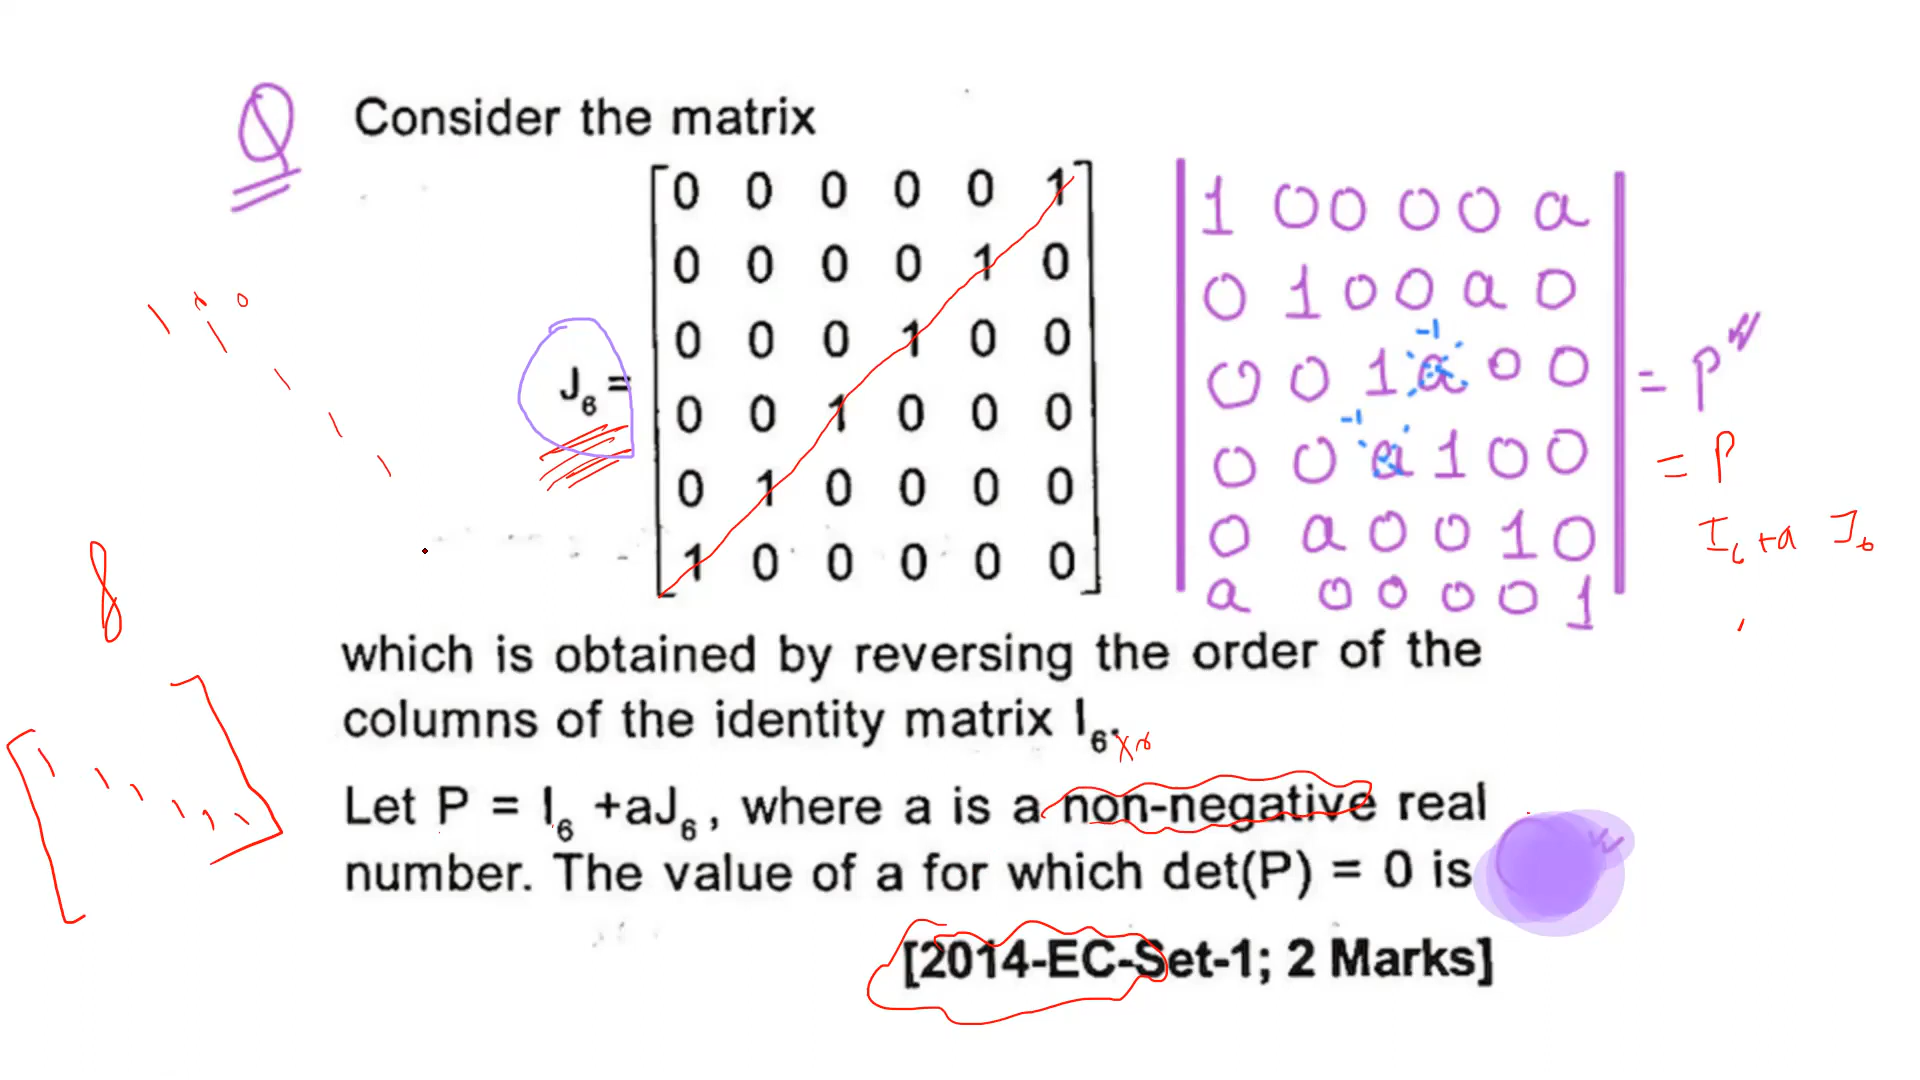 Q Consider the matrix
J6 =
0 0 0 0 0 1
0 0 0 0 1 0
0 0 0 1 0 0
0 0 1 0 0 0
0 1 0 0 0 0
1 0 0 0 0 0
1 0 0 0 0 a
0 1 0 0 a 0
-1
0 0 1 a 0 0 = P
-1
0 0 a 1 0 0 = P
0 a 0 0 1 0 I6 + a J6
a 0 0 0 0 1
which is obtained by reversing the order of the
columns of the identity matrix I6.
Let P = I6 +aJ6, where a is a non-negative real
number. The value of a for which det(P) = 0 is
[2014-EC-Set-1; 2 Marks]